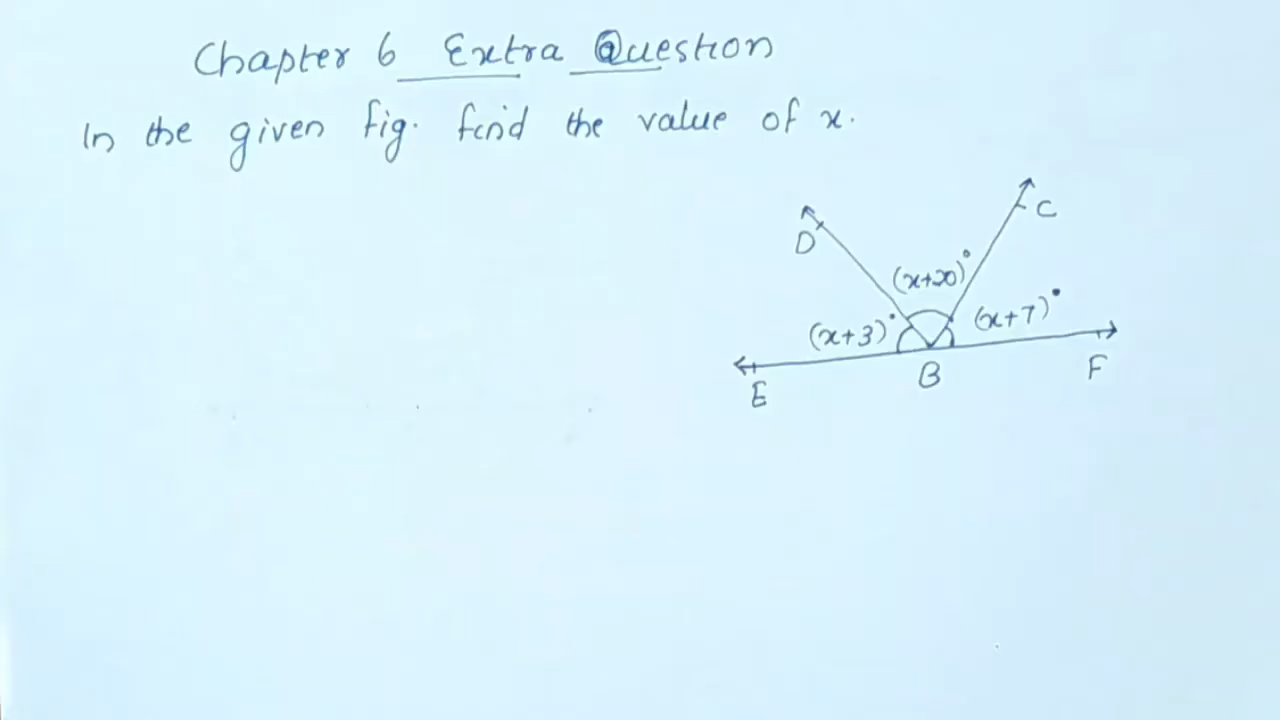 Chapter 6 Extra Question
In the given fig. find the value of x.
C
D
(x+20)°
(x+7)°
(x+3)°
B
F
E